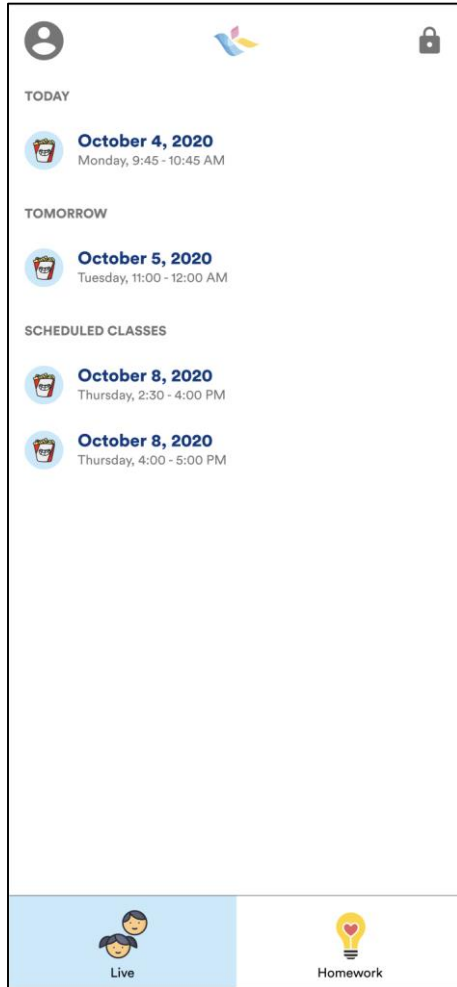 TODAY
October 4, 2020
Monday, 9:45 - 10:45 AM
TOMORROW
October 5, 2020
Tuesday, 11:00 - 12:00 AM
SCHEDULED CLASSES
October 8, 2020
Thursday, 2:30 - 4:00 PM
October 8, 2020
Thursday, 4:00 - 5:00 PM
Live
Homework